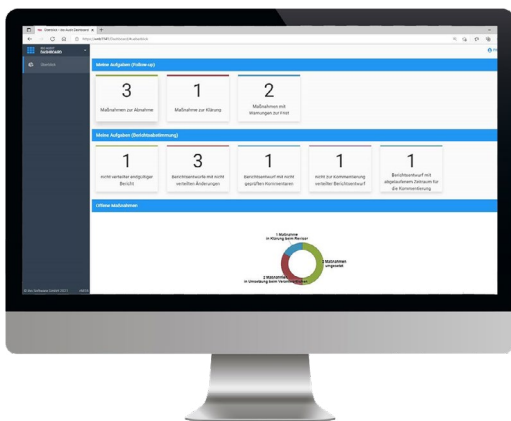 Dashboard
Übersicht
Meine Aufgaben (Follow-up)
3
Maßnahmen zur Abnahme
1
Maßnahme zur Klärung
2
Maßnahmen mit
Warnungen zur Frist
Meine Aufgaben (Berichtsabstimmung)
1
nicht verteilter endgültiger
Bericht
3
Berichtsentwürfe mit nicht
verteilten Änderungen
1
Berichtsentwurf mit nicht
geprüften Kommentaren
1
nicht zur Kommentierung
verteilter Berichtsentwurf
1
Berichtsentwurf mit
abgelaufenem Zeitraum für
die Kommentierung
Offene Maßnahmen
1 Maßnahme
in Klärung beim Revisor
3 Maßnahmen
umgesetzt
2 Maßnahmen
in Umsetzung beim Verantwortlichen